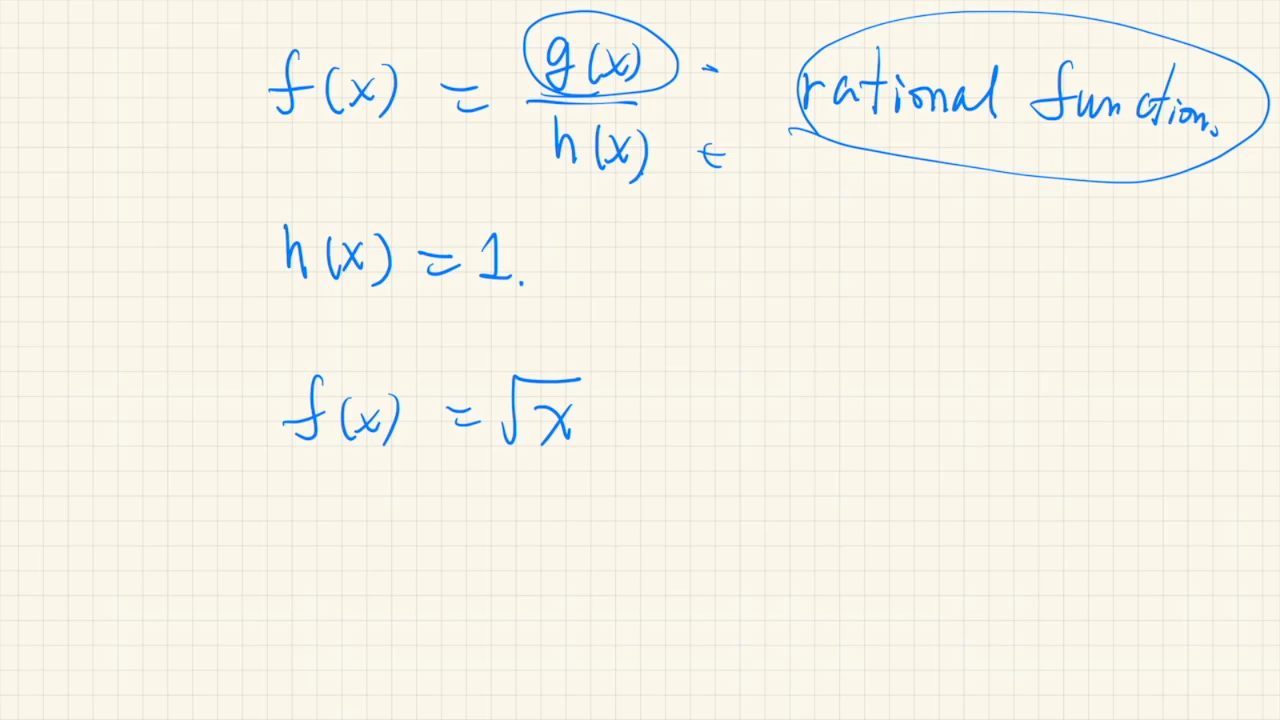 f(x) = g(x) / h(x) rational function.
h(x) = 1.
f(x) = √x